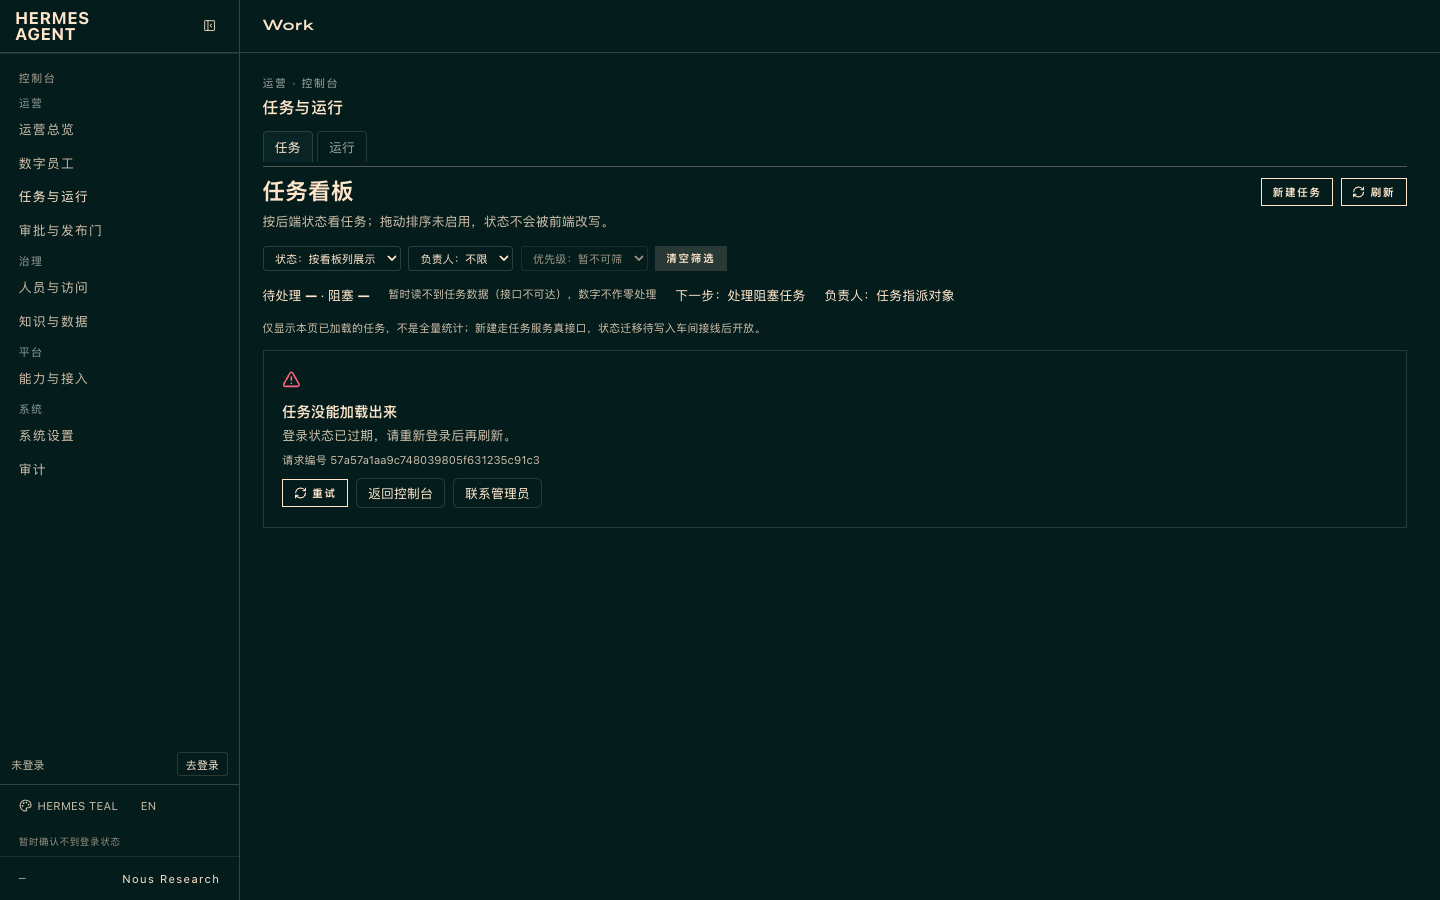 HERMES
AGENT
Work
控制台
运营
运营总览
数字员工
任务与运行
审批与发布门
治理
人员与访问
知识与数据
平台
能力与接入
系统
系统设置
审计
未登录
去登录
HERMES TEAL EN
暂时确认不到登录状态
— Nous Research
运营 · 控制台
任务与运行
任务 运行
任务看板
新建任务 刷新
按后端状态看任务；拖动排序未启用，状态不会被前端改写。
状态：按看板列展示 负责人：不限 优先级：暂不可筛 清空筛选
待处理 — · 阻塞 — 暂时读不到任务数据（接口不可达），数字不作零处理 下一步：处理阻塞任务 负责人：任务指派对象
仅显示本页已加载的任务，不是全量统计；新建走任务服务真接口，状态迁移待写入车间接线后开放。
任务没能加载出来
登录状态已过期，请重新登录后再刷新。
请求编号 57a57a1aa9c748039805f631235c91c3
重试 返回控制台 联系管理员